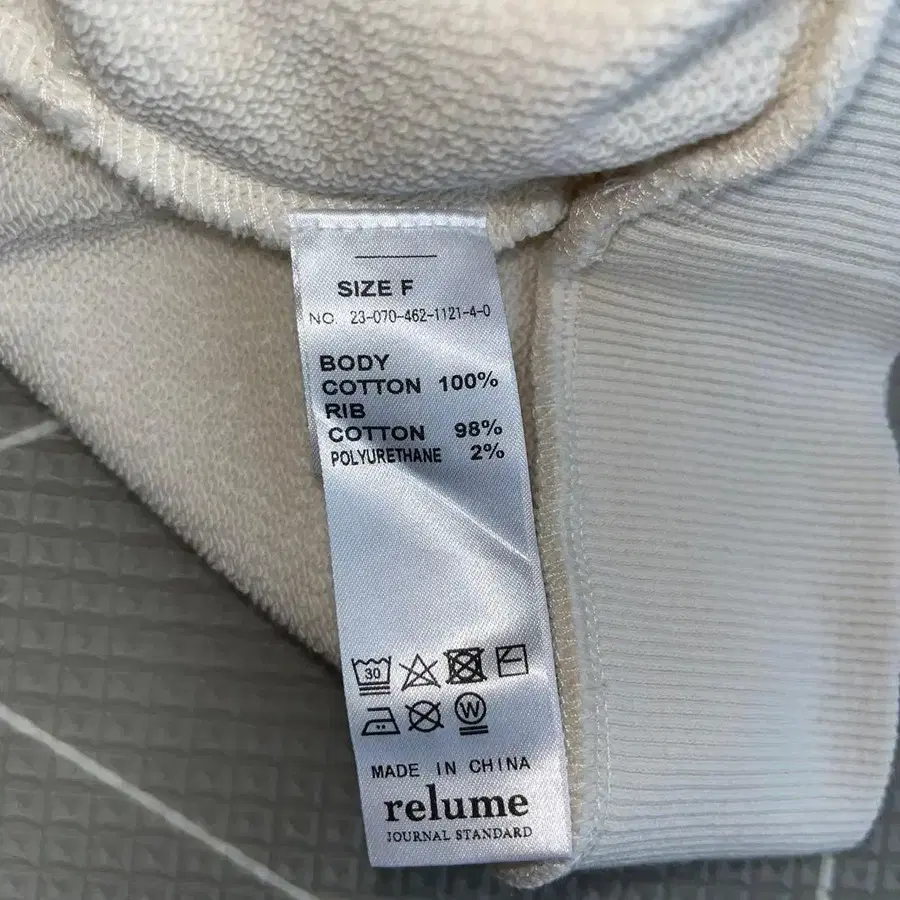 SIZE F
NO. 23-070-462-1121-4-0
BODY
COTTON 100%
RIB
COTTON 98%
POLYURETHANE 2%
30
W
MADE IN CHINA
relume
JOURNAL STANDARD